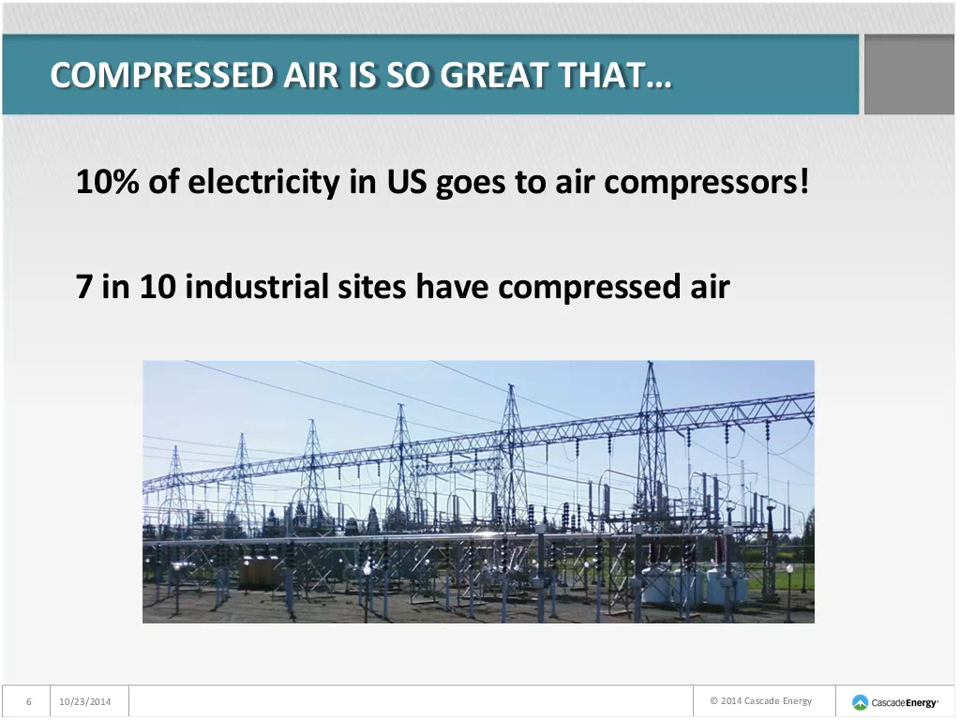 COMPRESSED AIR IS SO GREAT THAT…
10% of electricity in US goes to air compressors!
7 in 10 industrial sites have compressed air
6
10/23/2014
© 2014 Cascade Energy
CascadeEnergy